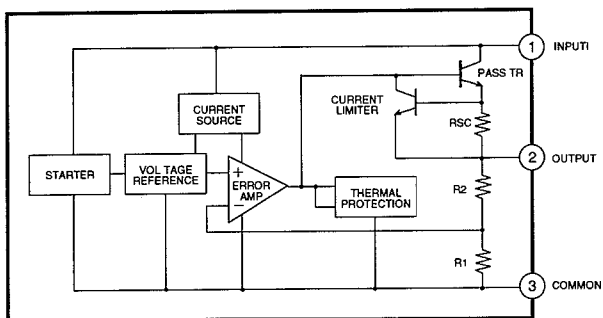 1 INPUTI
PASS TR
CURRENT
LIMITER
CURRENT
SOURCE
RSC
2 OUTPUT
STARTER
VOL TAGE
REFERENCE
+
ERROR
AMP
−
THERMAL
PROTECTION
R2
R1
3 COMMON